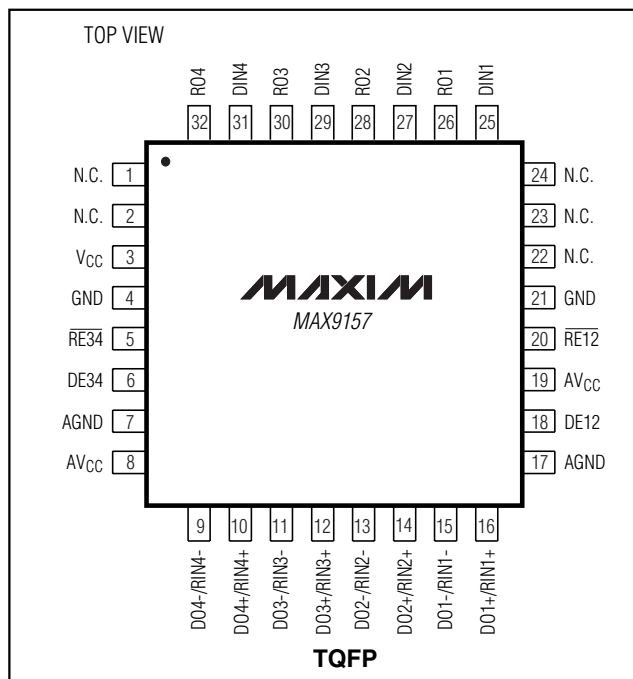 TOP VIEW
RO4 DIN4 RO3 DIN3 RO2 DIN2 RO1 DIN1
32 31 30 29 28 27 26 25
N.C. 1 24 N.C.
N.C. 2 23 N.C.
VCC 3 22 N.C.
GND 4 21 GND
RE34 5 20 RE12
DE34 6 19 AVCC
AGND 7 18 DE12
AVCC 8 17 AGND
MAXIM
MAX9157
9 10 11 12 13 14 15 16
DO4-/RIN4- DO4+/RIN4+ DO3-/RIN3- DO3+/RIN3+ DO2-/RIN2- DO2+/RIN2+ DO1-/RIN1- DO1+/RIN1+
TQFP